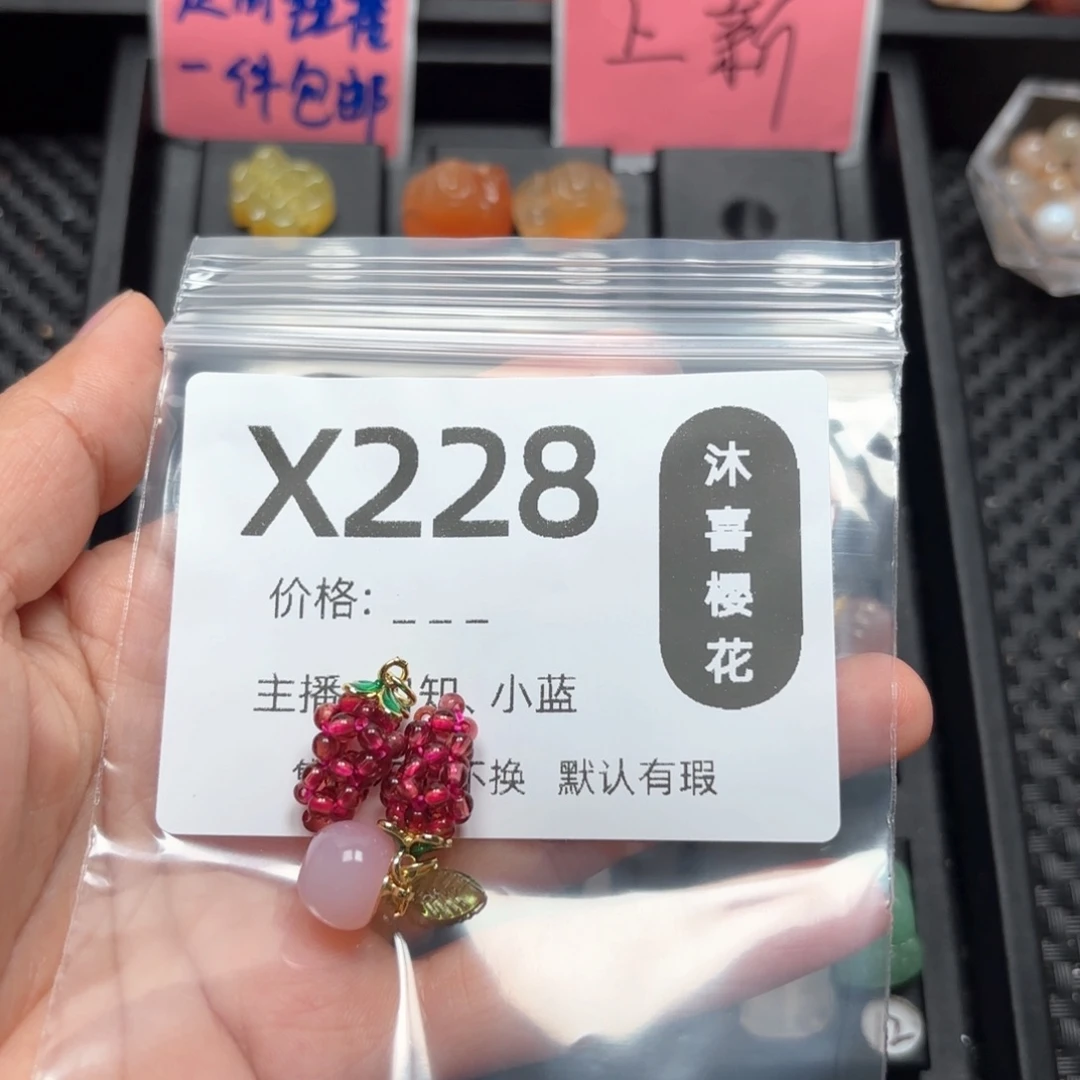 一件包邮
上新
X228
沐喜樱花
价格: _ _ _
主播 知、小蓝
不换 默认有瑕